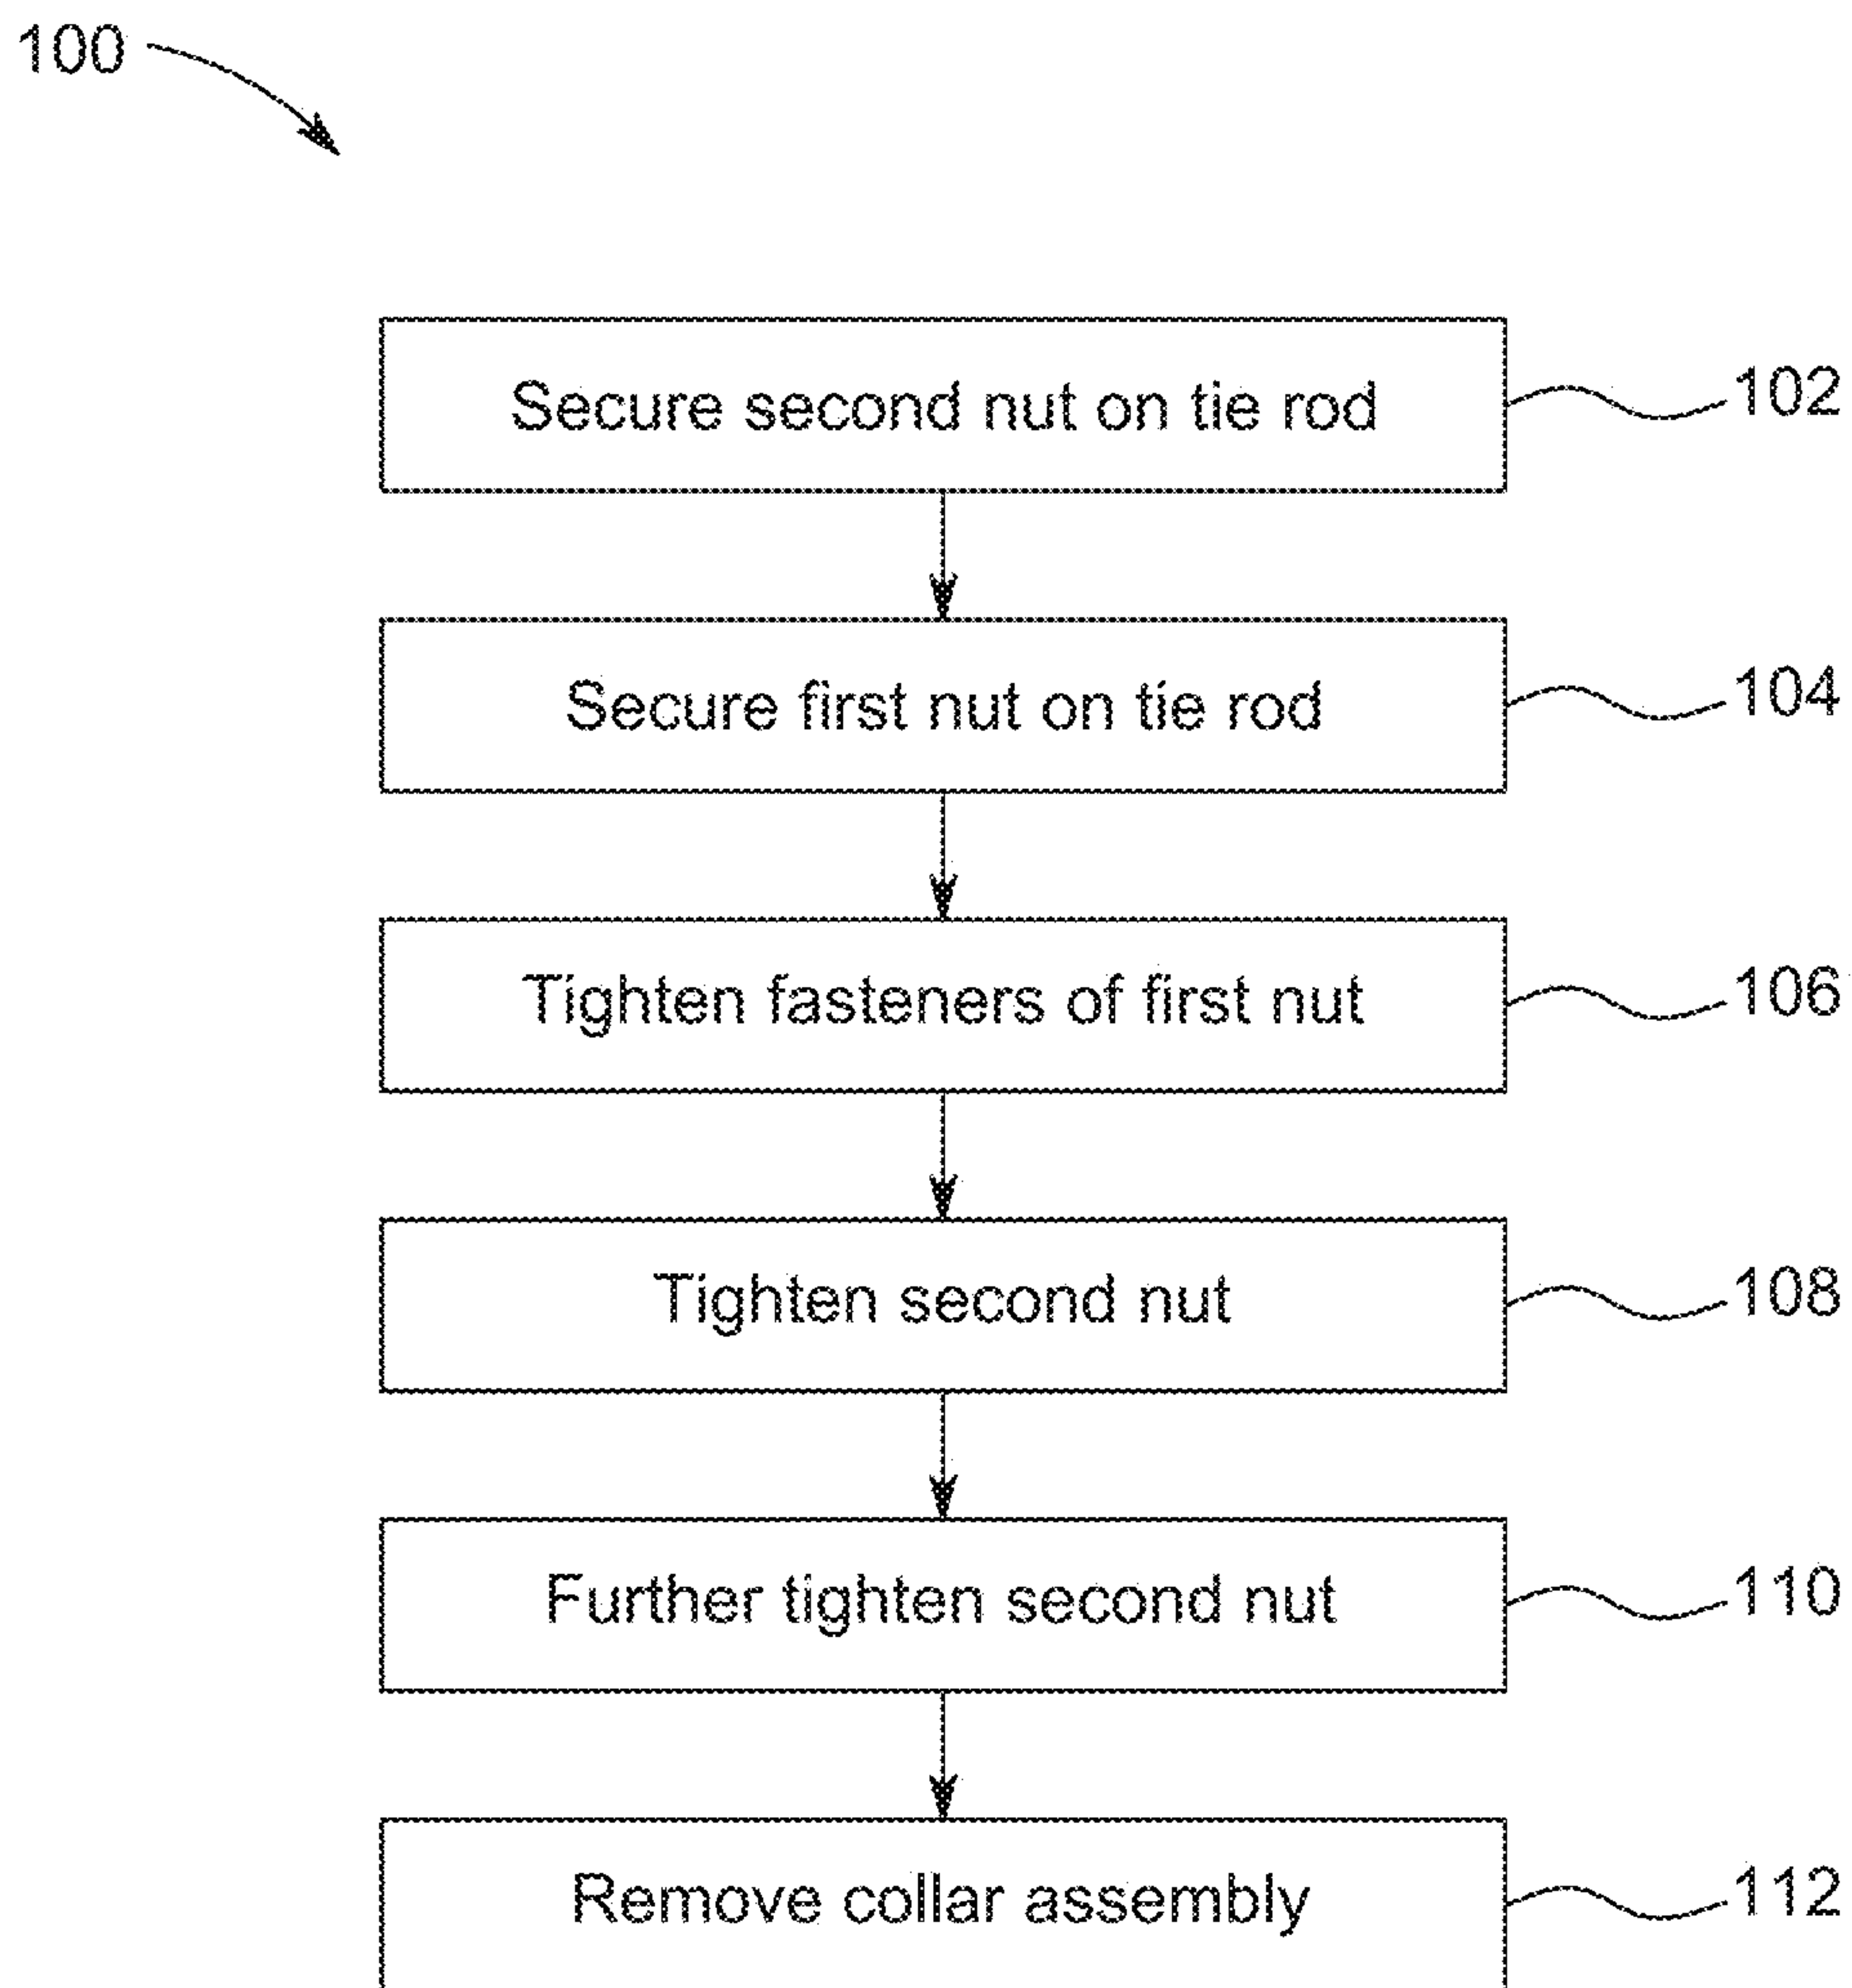 100
Secure second nut on tie rod 102
Secure first nut on tie rod 104
Tighten fasteners of first nut 106
Tighten second nut 108
Further tighten second nut 110
Remove collar assembly 112